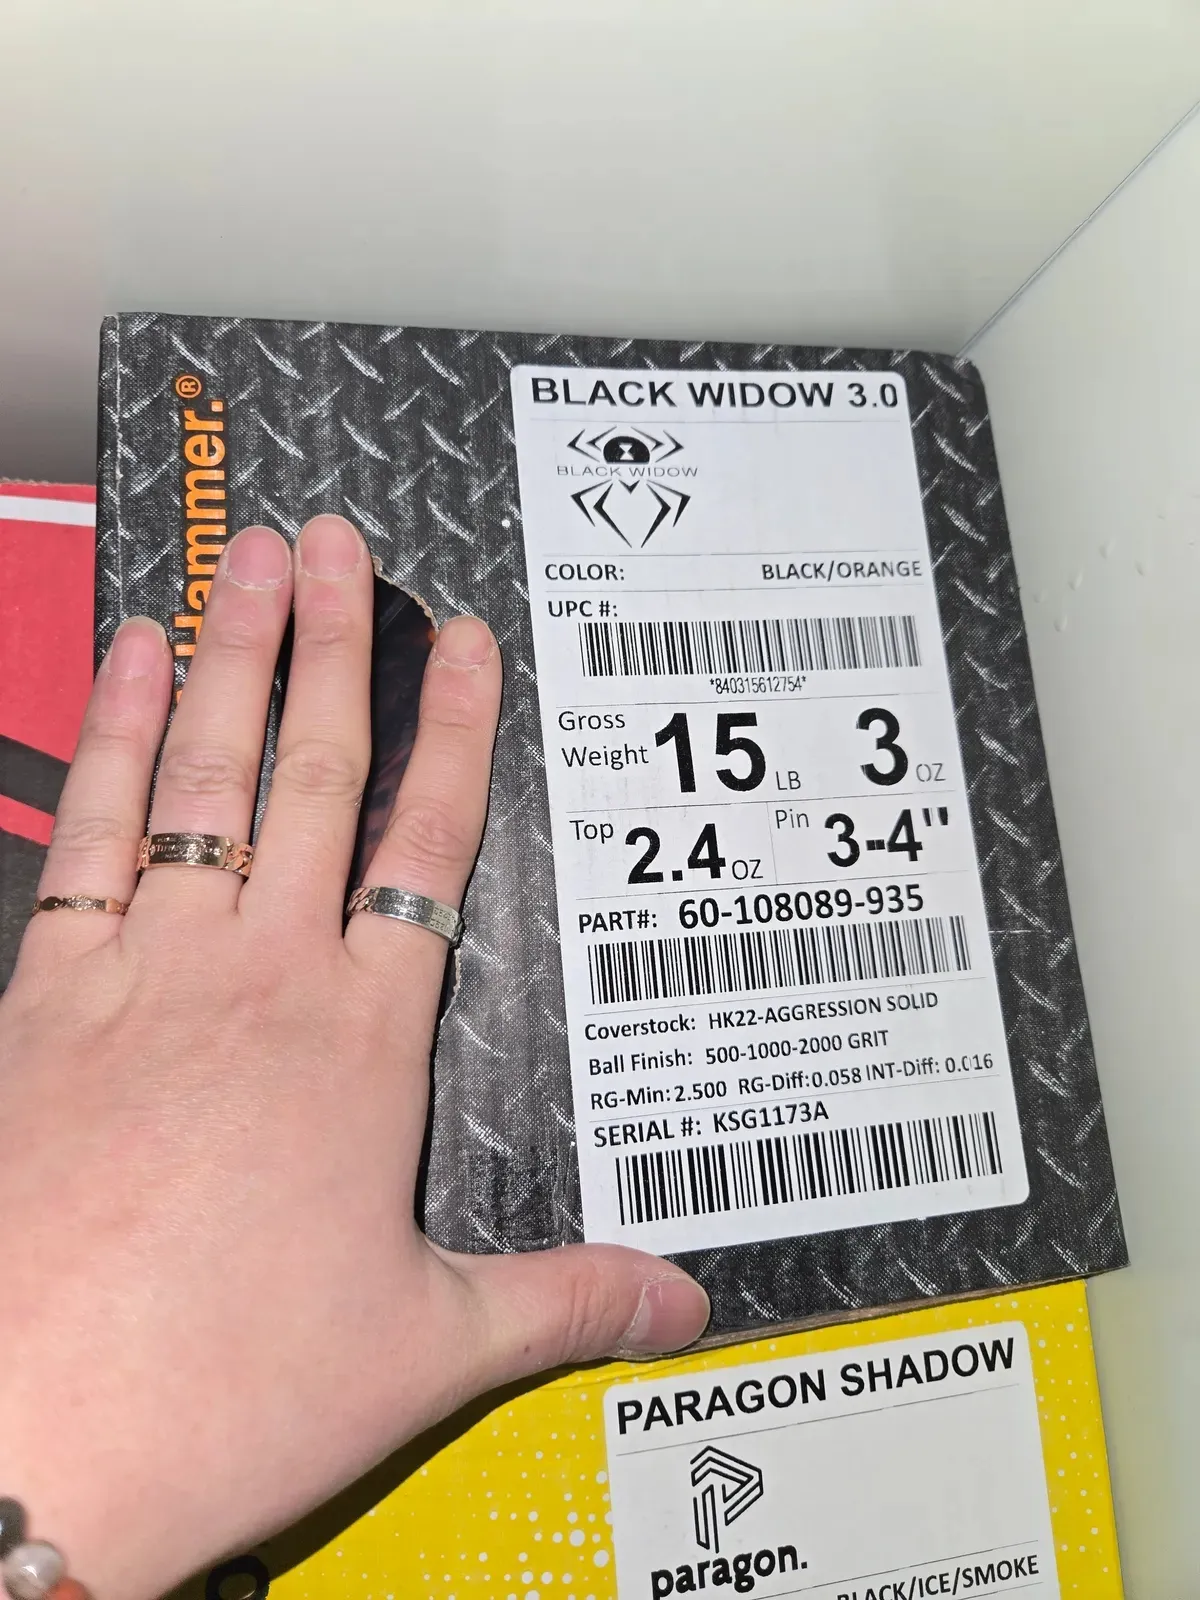 Hammer.®
BLACK WIDOW 3.0
BLACK WIDOW
COLOR: BLACK/ORANGE
UPC #:
*840315612754*
Gross Weight 15 LB 3 OZ
Top 2.4 OZ Pin 3-4"
PART#: 60-108089-935
Coverstock: HK22-AGGRESSION SOLID
Ball Finish: 500-1000-2000 GRIT
RG-Min: 2.500 RG-Diff: 0.058 INT-Diff: 0.016
SERIAL #: KSG1173A
PARAGON SHADOW
paragon.
BLACK/ICE/SMOKE